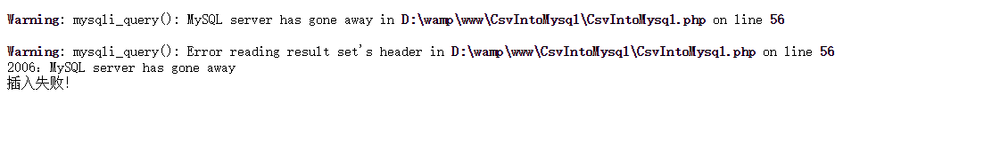 Warning: mysqli_query(): MySQL server has gone away in D:\wamp\www\CsvIntoMysql\CsvIntoMysql.php on line 56
Warning: mysqli_query(): Error reading result set's header in D:\wamp\www\CsvIntoMysql\CsvIntoMysql.php on line 56
2006：MySQL server has gone away
插入失败!